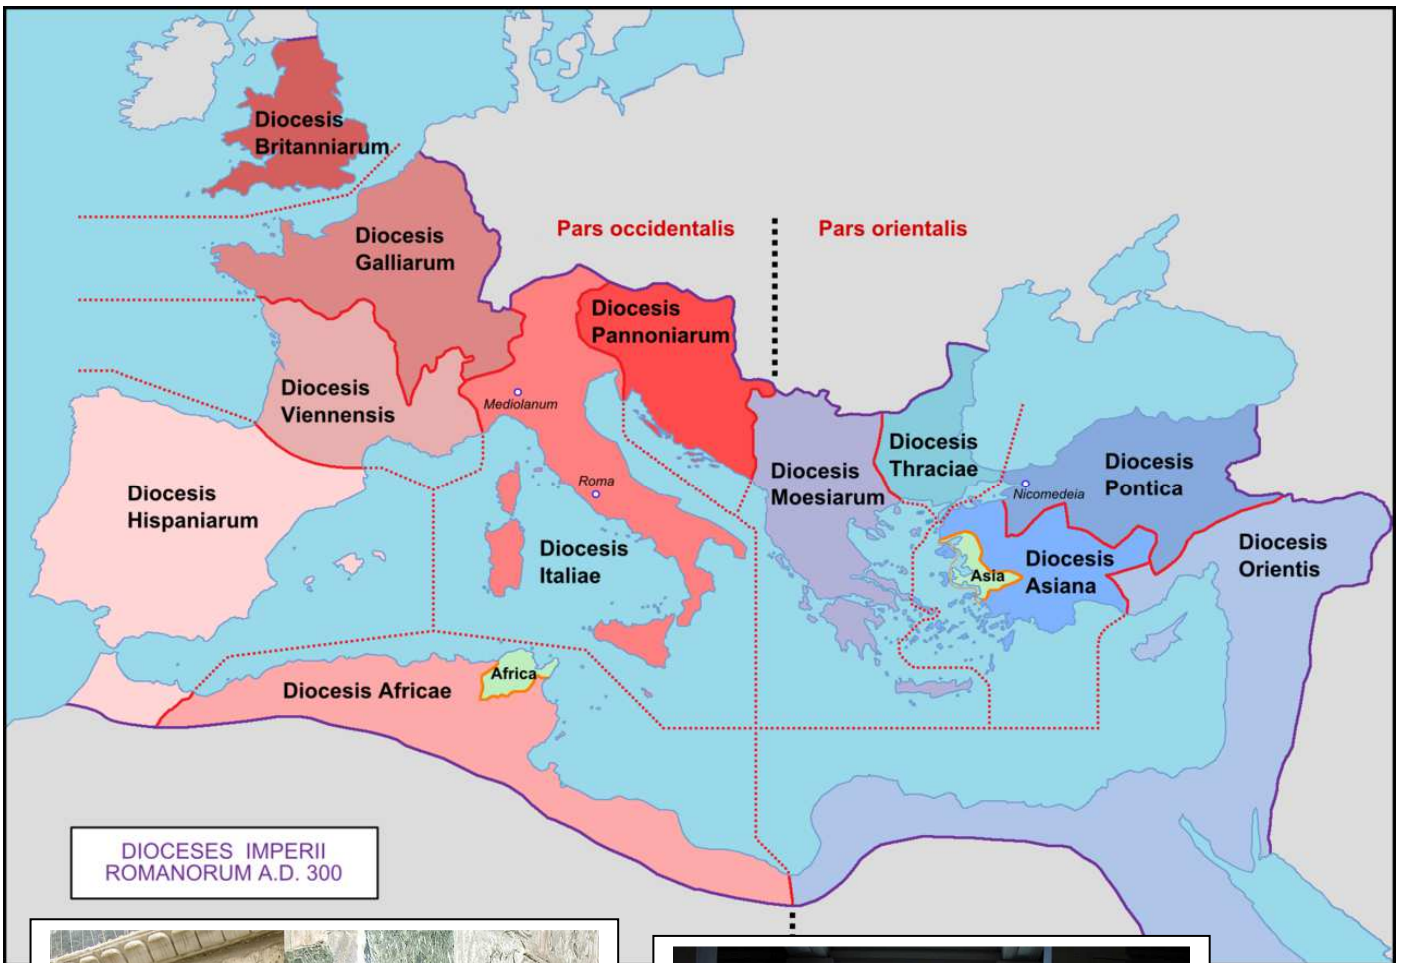 Diocesis
Britanniarum
Diocesis
Galliarum
Pars occidentalis
Pars orientalis
Diocesis
Pannoniarum
Diocesis
Viennensis
Mediolanum
Diocesis
Thraciae
Diocesis
Pontica
Diocesis
Moesiarum
Roma
Nicomedeia
Diocesis
Hispaniarum
Diocesis
Italiae
Diocesis
Orientis
Diocesis
Asiana
Asia
Africa
Diocesis Africae
DIOCESES IMPERII
ROMANORUM A.D. 300